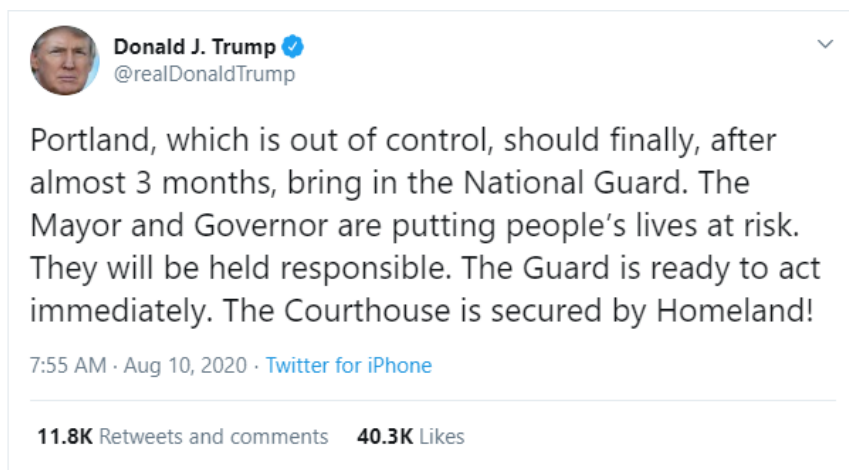 Donald J. Trump
@realDonaldTrump
Portland, which is out of control, should finally, after
almost 3 months, bring in the National Guard. The
Mayor and Governor are putting people’s lives at risk.
They will be held responsible. The Guard is ready to act
immediately. The Courthouse is secured by Homeland!
7:55 AM · Aug 10, 2020 · Twitter for iPhone
11.8K Retweets and comments 40.3K Likes